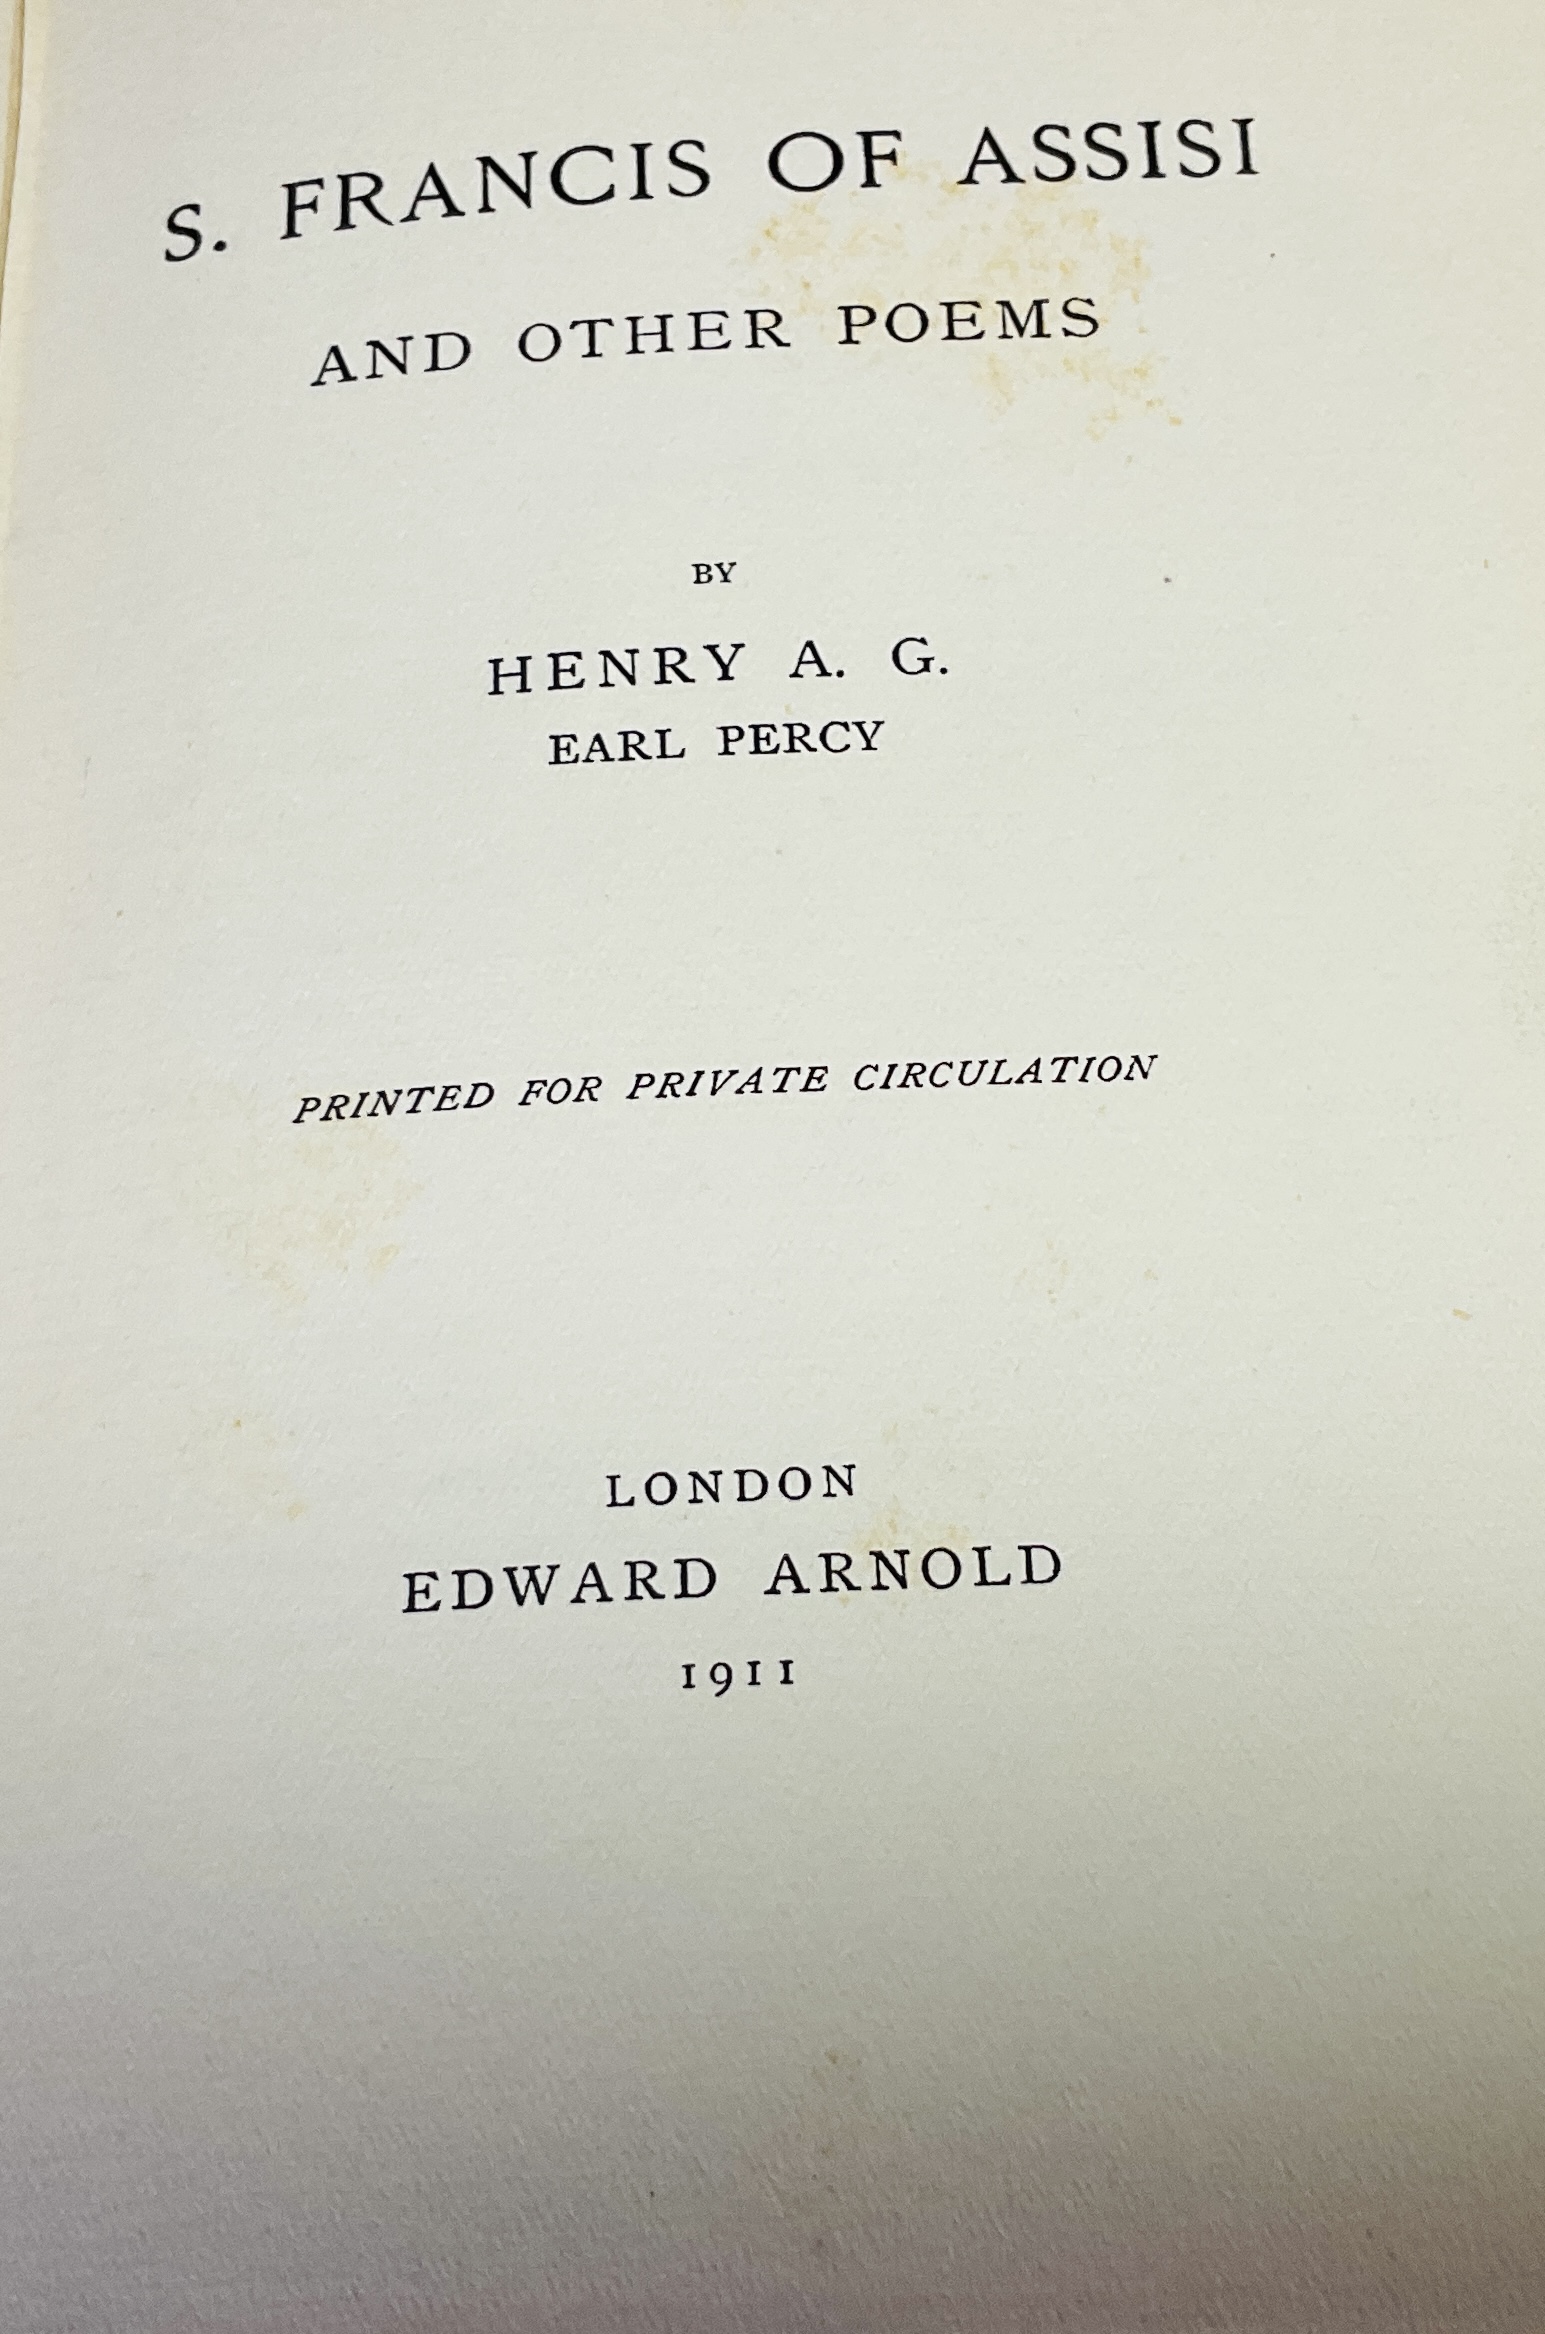 S. FRANCIS OF ASSISI
AND OTHER POEMS
BY
HENRY A. G.
EARL PERCY
PRINTED FOR PRIVATE CIRCULATION
LONDON
EDWARD ARNOLD
1911